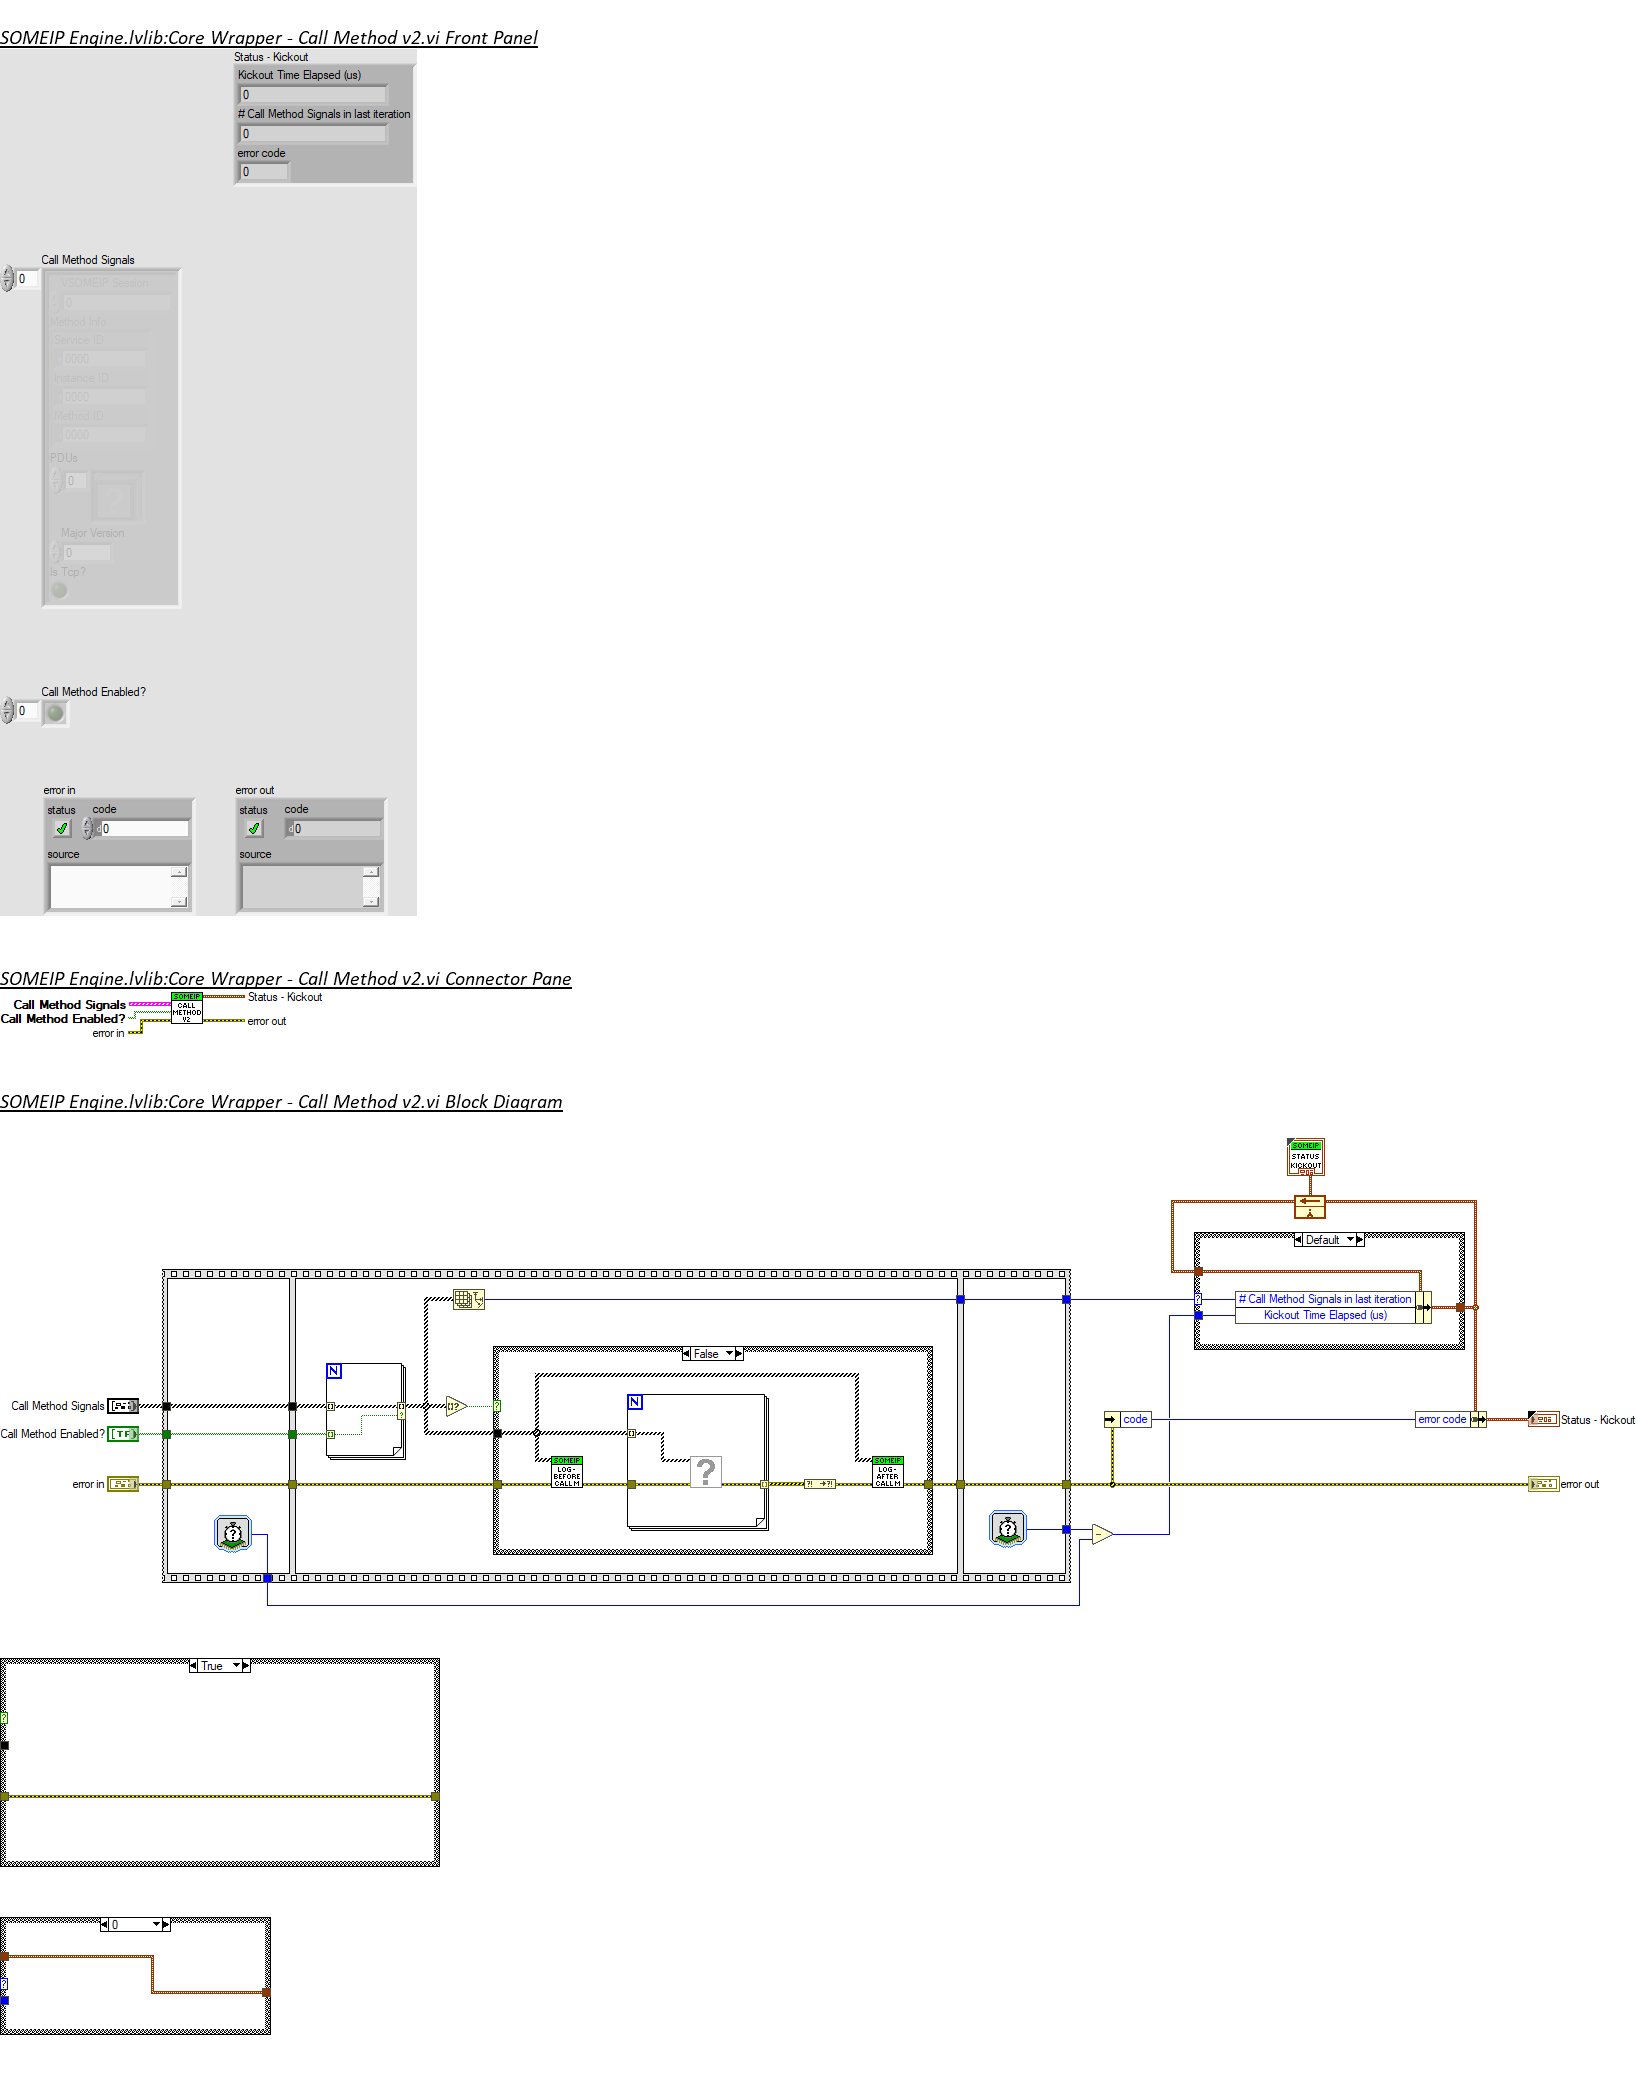 SOMEIP Engine.lvlib:Core Wrapper - Call Method v2.vi Front Panel
Status - Kickout
Kickout Time Elapsed (us)
0
# Call Method Signals in last iteration
0
error code
0
Call Method Signals
0
VSOMEIP Session
0
Method Info
Service ID
0000
Instance ID
0000
Method ID
0000
PDUs
0
Major Version
0
Is Tcp?
Call Method Enabled?
0
error in
status code
d 0
source
error out
status code
d 0
source
SOMEIP Engine.lvlib:Core Wrapper - Call Method v2.vi Connector Pane
Call Method Signals
Call Method Enabled?
error in
SOMEIP
CALL
METHOD
V2
Status - Kickout
error out
SOMEIP Engine.lvlib:Core Wrapper - Call Method v2.vi Block Diagram
SOMEIP
STATUS
KICKOUT
Default
# Call Method Signals in last iteration
Kickout Time Elapsed (us)
False
N
N
Call Method Signals
Call Method Enabled?
TF
error in
SOMEIP
LOG-
BEFORE
CALL M
?
SOMEIP
LOG-
AFTER
CALL M
code
error code
Status - Kickout
error out
True
0